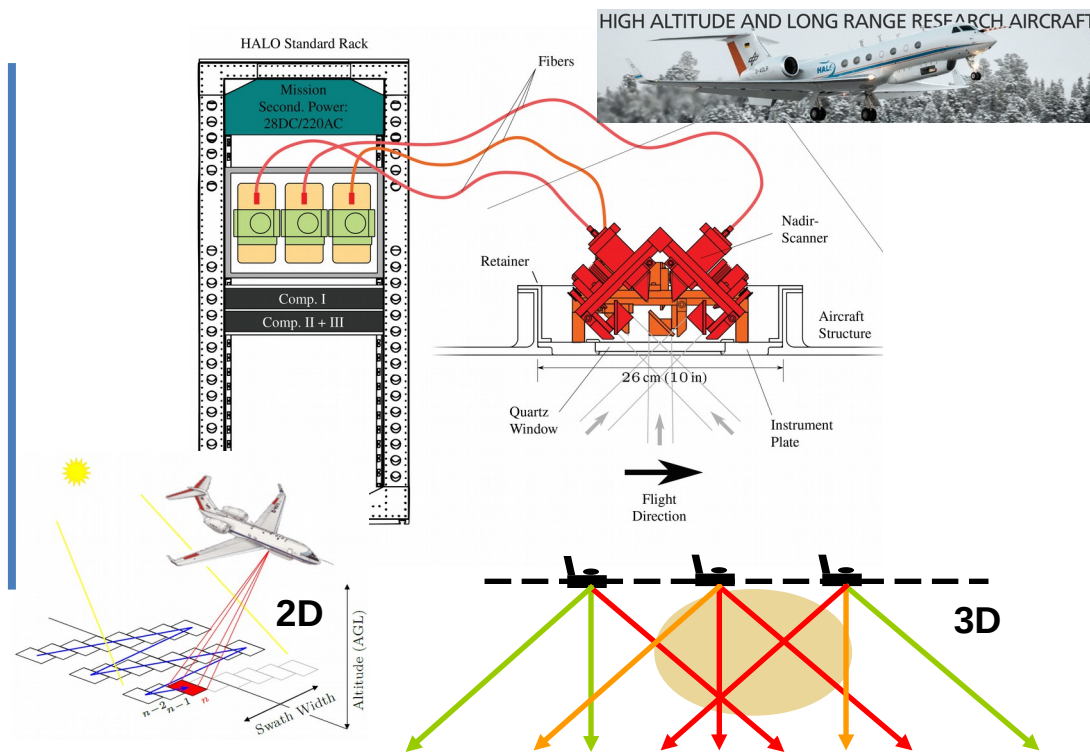 HIGH ALTITUDE AND LONG RANGE RESEARCH AIRCRAFT
HALO
HALO Standard Rack
Mission
Second. Power:
28DC/220AC
Fibers
Nadir-
Scanner
Retainer
Comp. I
Comp. II + III
Aircraft
Structure
26 cm (10 in)
Quartz
Window
Instrument
Plate
Flight
Direction
2D
Altitude (AGL)
n−2
n−1
n
Swath Width
3D